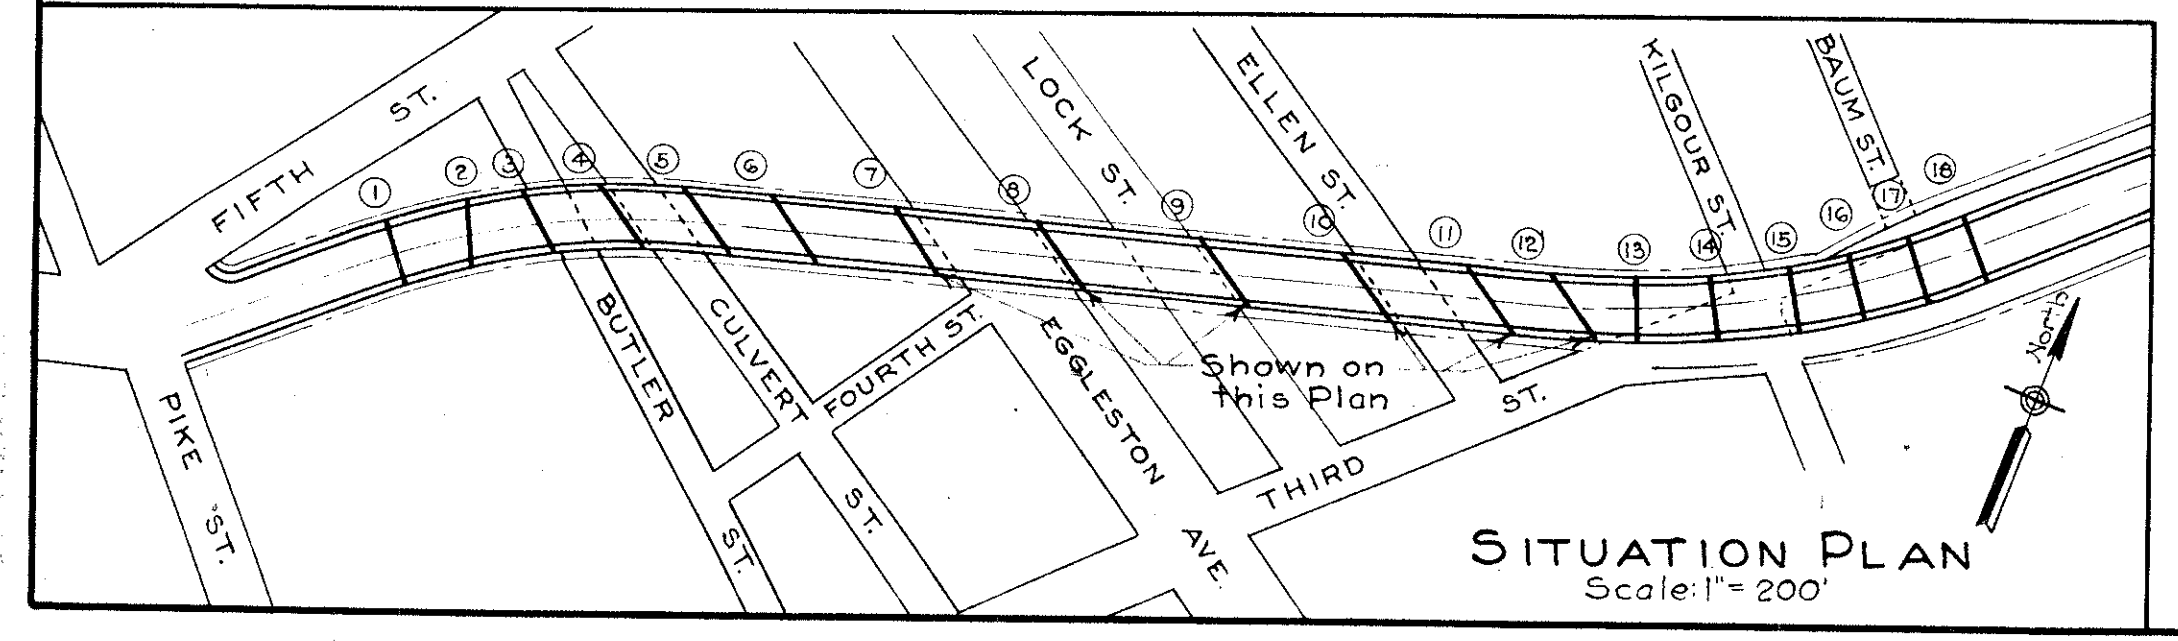 FIFTH ST.
1
2
3
4
5
6
7
8
9
10
11
12
13
14
15
16
17
18
LOCK ST.
ELLEN ST.
KILGOUR ST.
BAUM ST.
PIKE ST.
BUTLER ST.
CULVERT ST.
FOURTH ST.
EGGLESTON AVE.
THIRD ST.
Shown on
this Plan
North
SITUATION PLAN
Scale: 1" = 200'